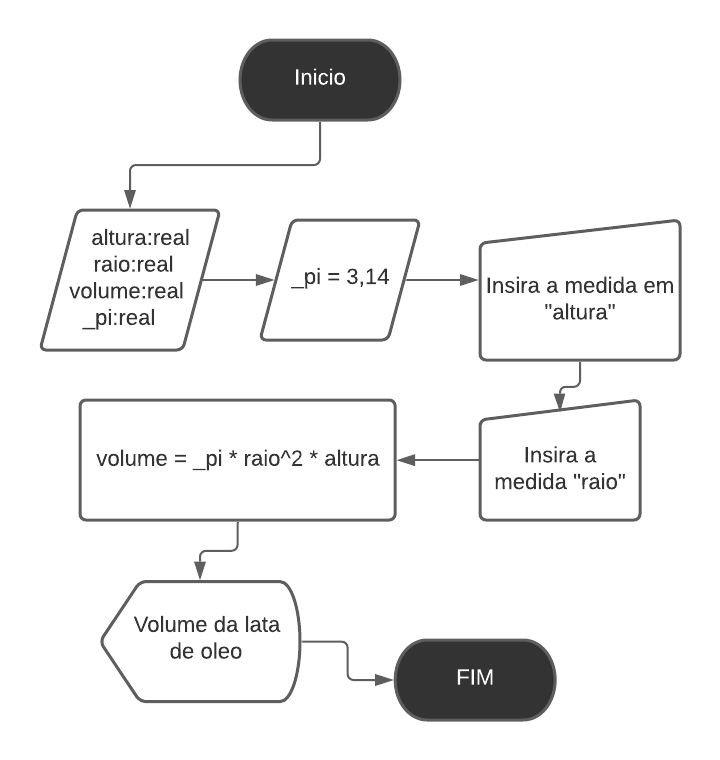 Inicio
altura:real
raio:real
volume:real
_pi:real
_pi = 3,14
Insira a medida em
"altura"
Insira a
medida "raio"
volume = _pi * raio^2 * altura
Volume da lata
de oleo
FIM